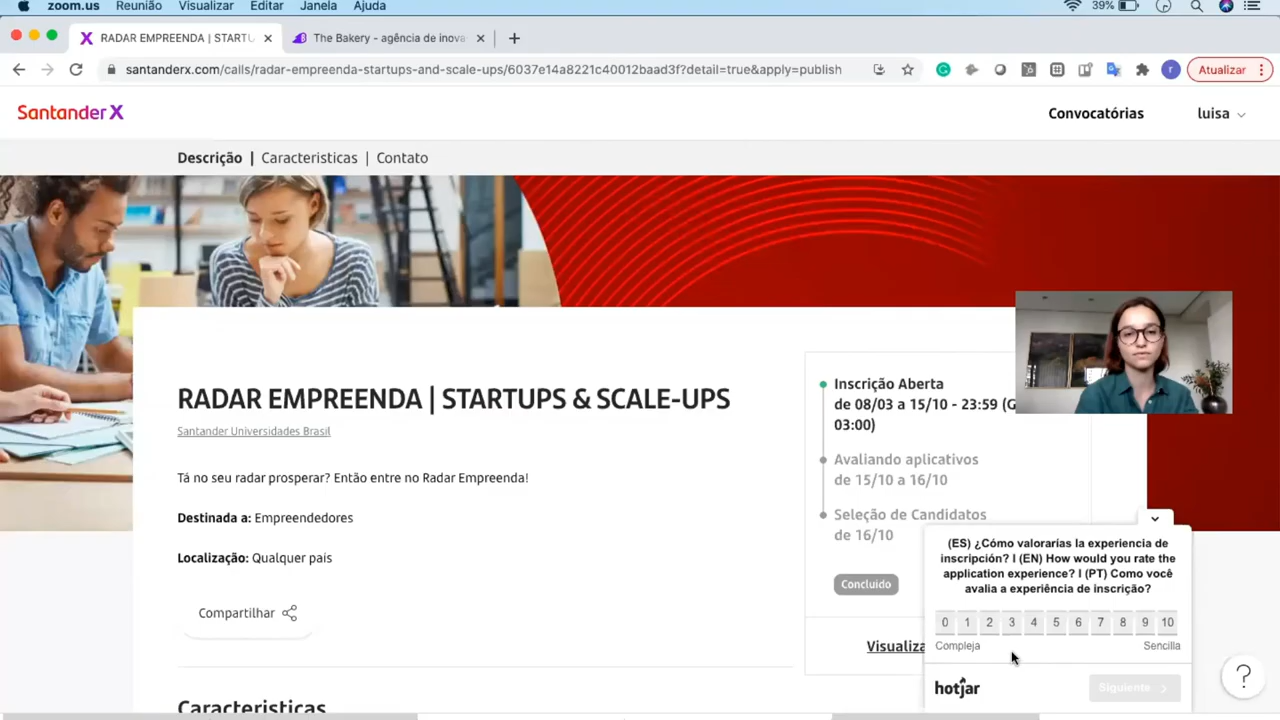 zoom.us Reunião Visualizar Editar Janela Ajuda 39%
RADAR EMPREENDA | STARTU
The Bakery - agência de inova
santanderx.com/calls/radar-empreenda-startups-and-scale-ups/6037e14a8221c40012baad3f?detail=true&apply=publish
r
Atualizar
Santander X
Convocatórias
luisa
Descrição | Caracteristicas | Contato
RADAR EMPREENDA | STARTUPS & SCALE-UPS
Santander Universidades Brasil
Tá no seu radar prosperar? Então entre no Radar Empreenda!
Destinada a: Empreendedores
Localização: Qualquer país
Compartilhar
Caracteristicas
Inscrição Aberta
de 08/03 a 15/10 - 23:59 (G
03:00)
Avaliando aplicativos
de 15/10 a 16/10
Seleção de Candidatos
de 16/10
Concluido
Visualiza
(ES) ¿Cómo valorarías la experiencia de
inscripción? I (EN) How would you rate the
application experience? I (PT) Como você
avalia a experiência de inscrição?
0 1 2 3 4 5 6 7 8 9 10
Compleja Sencilla
hotjar
Siguiente
?